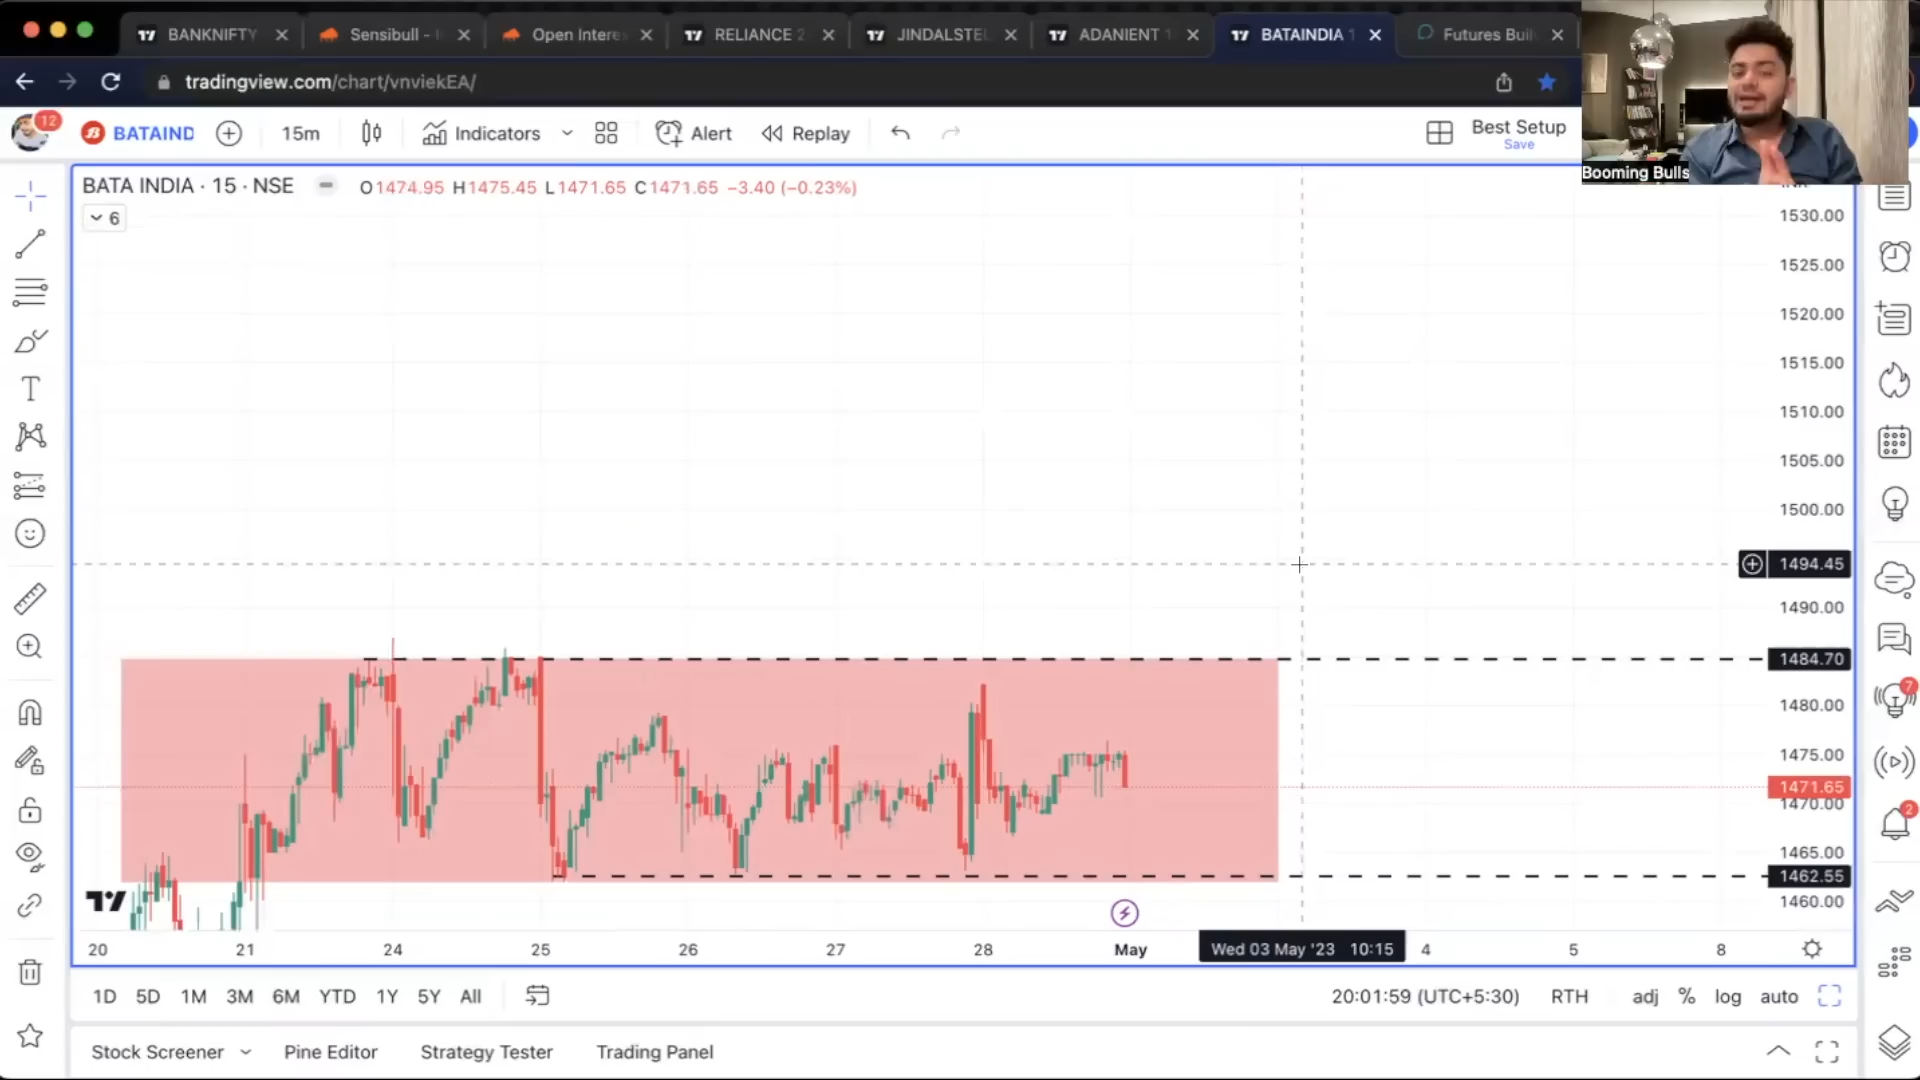 BANKNIFTY
Sensibull -
Open Intere
RELIANCE 2
JINDALSTEL
ADANIENT 1
BATAINDIA 1
Futures Buil
tradingview.com/chart/vnviekEA/
12
BATAIND
15m
Indicators
Alert
Replay
Best Setup
Save
Booming Bulls
BATA INDIA · 15 · NSE
O1474.95 H1475.45 L1471.65 C1471.65 −3.40 (−0.23%)
6
1530.00
1525.00
1520.00
1515.00
1510.00
1505.00
1500.00
1494.45
1490.00
1484.70
1480.00
1475.00
1471.65
1470.00
1465.00
1462.55
1460.00
7
2
20
21
24
25
26
27
28
May
Wed 03 May '23 10:15
4
5
8
1D 5D 1M 3M 6M YTD 1Y 5Y All
20:01:59 (UTC+5:30) RTH adj % log auto
Stock Screener
Pine Editor
Strategy Tester
Trading Panel